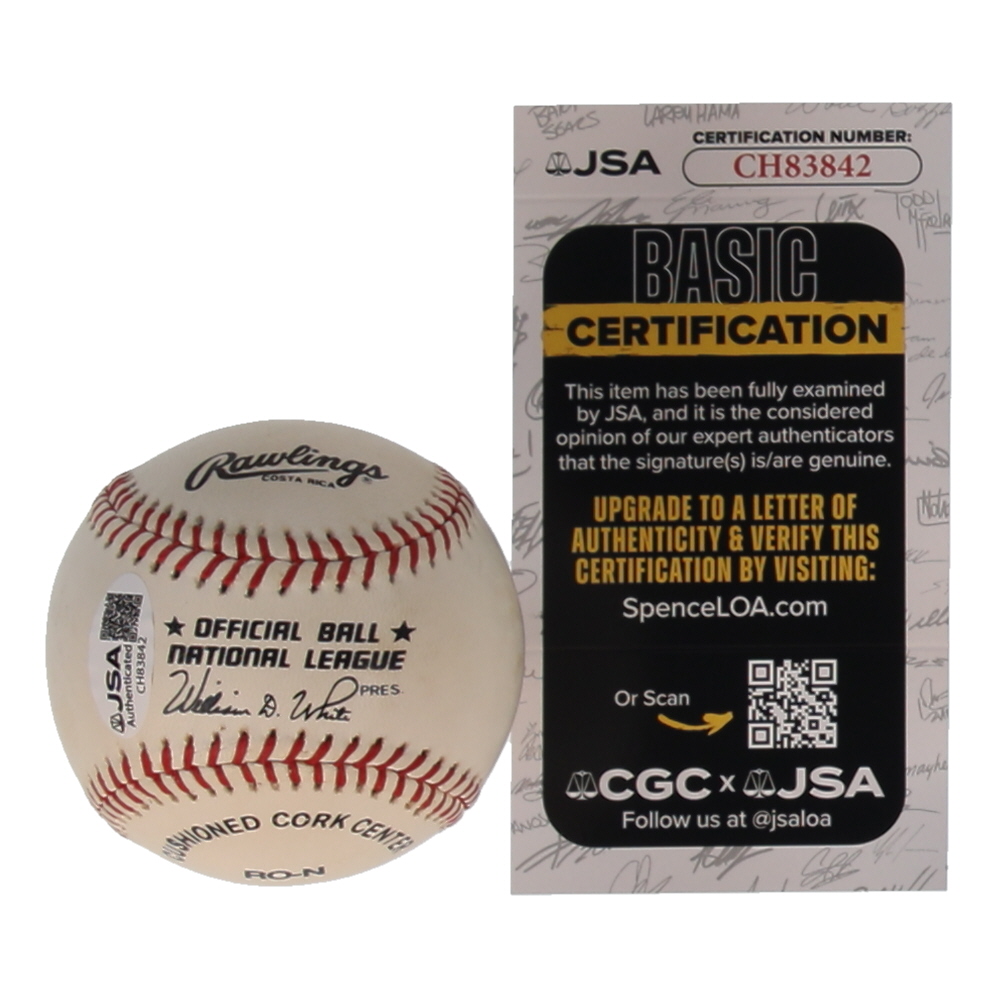 Rawlings®
COSTA RICA
★ OFFICIAL BALL ★
NATIONAL LEAGUE
William D. White PRES.
JSA
Authenticated
CH83842
CUSHIONED CORK CENTER
RO-N
LARRY HAMA
TODD
JSA
CERTIFICATION NUMBER:
CH83842
BASIC
CERTIFICATION
This item has been fully examined
by JSA, and it is the considered
opinion of our expert authenticators
that the signature(s) is/are genuine.
UPGRADE TO A LETTER OF
AUTHENTICITY & VERIFY THIS
CERTIFICATION BY VISITING:
SpenceLOA.com
Or Scan
CGC x JSA
Follow us at @jsaloa